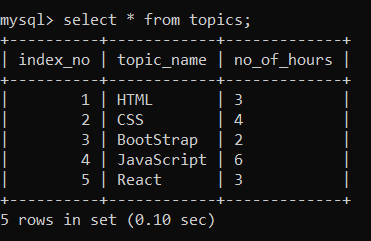 mysql> select * from topics;
+----------+------------+-------------+
| index_no | topic_name | no_of_hours |
+----------+------------+-------------+
|        1 | HTML       | 3           |
|        2 | CSS        | 4           |
|        3 | BootStrap  | 2           |
|        4 | JavaScript | 6           |
|        5 | React      | 3           |
+----------+------------+-------------+
5 rows in set (0.10 sec)